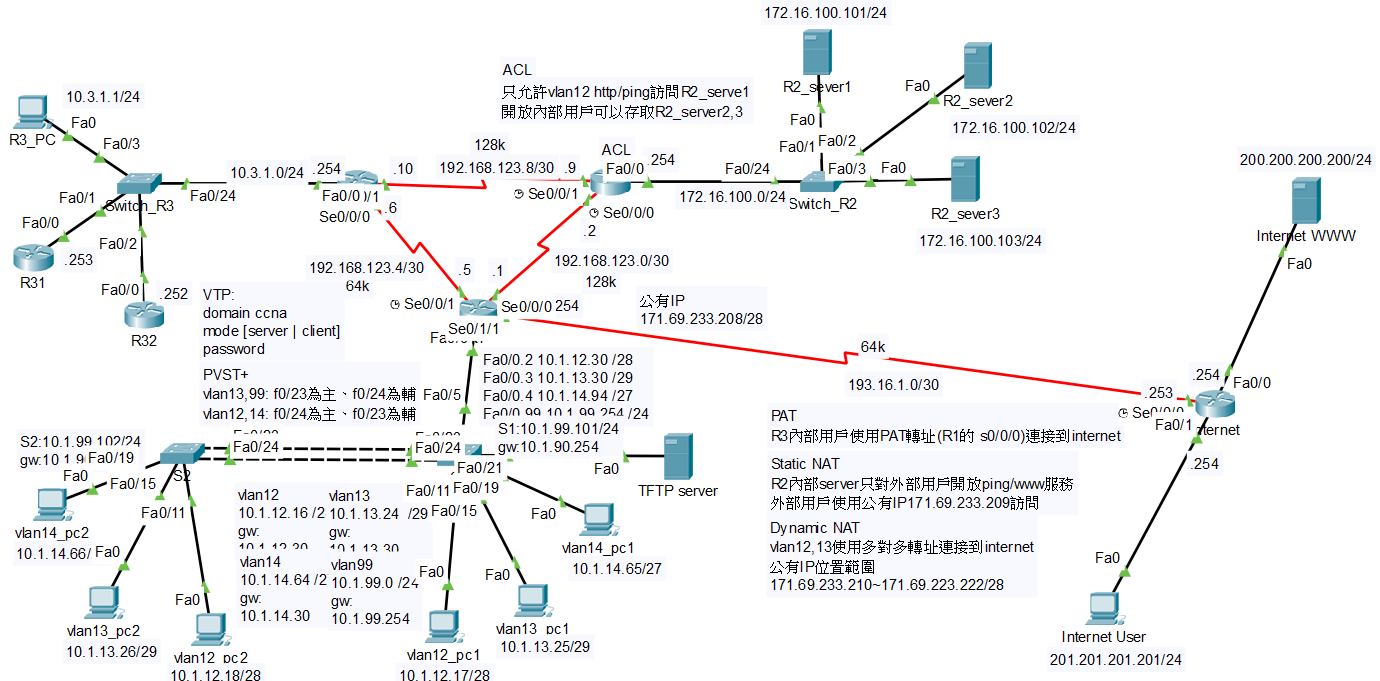 172.16.100.101/24
ACL
只允許vlan12 http/ping訪問R2_serve1
開放內部用戶可以存取R2_server2,3
R2_sever1
Fa0
Fa0
R2_sever2
172.16.100.102/24
10.3.1.1/24
Fa0
R3_PC
Fa0/3
128k
192.168.123.8/30
.9
ACL
Fa0/0
.254
Fa0/24
Fa0/1
Fa0/2
Fa0/3
Fa0
200.200.200.200/24
10.3.1.0/24
.254
.10
Fa0/1
Fa0/24
Switch_R3
Fa0/0
Se0/0/0
.6
Se0/0/1
Se0/0/0
172.16.100.0/24
Switch_R2
R2_sever3
172.16.100.103/24
Internet WWW
Fa0
Fa0/0
Fa0/2
.253
R31
.2
192.168.123.4/30
64k
.5
.1
192.168.123.0/30
128k
Fa0/0
.252
R32
VTP:
domain ccna
mode [server | client]
password
Se0/0/1
Se0/0/0
254
Se0/1/1
公有IP
171.69.233.208/28
64k
193.16.1.0/30
PVST+
vlan13,99: f0/23為主、f0/24為輔
vlan12,14: f0/24為主、f0/23為輔
Fa0/5
Fa0/0.2 10.1.12.30 /28
Fa0/0.3 10.1.13.30 /29
Fa0/0.4 10.1.14.94 /27
Fa0/0.99 10.1.99.254 /24
S1:10.1.99.101/24
gw:10.1.90.254
.254
Fa0/0
.253
Se0/0/0
Fa0/1
.254
PAT
R3內部用戶使用PAT轉址(R1的 s0/0/0)連接到internet
Static NAT
R2內部server只對外部用戶開放ping/www服務
外部用戶使用公有IP171.69.233.209訪問
Dynamic NAT
vlan12,13使用多對多轉址連接到internet
公有IP位置範圍
171.69.233.210~171.69.223.222/28
S2:10.1.99.102/24
Fa0/19
Fa0
Fa0/15
Fa0/11
S2
Fa0/24
Fa0/24
Fa0/21
Fa0/19
Fa0/11
Fa0/15
Fa0
TFTP server
vlan14_pc2
10.1.14.66/
Fa0
vlan12
10.1.12.16 /2
gw:
10.1.12.30
vlan13
10.1.13.24 /29
gw:
10.1.13.30
vlan14
10.1.14.64 /2
gw:
10.1.14.30
vlan99
10.1.99.0 /24
gw:
10.1.99.254
Fa0
vlan14_pc1
10.1.14.65/27
Fa0
vlan13_pc2
10.1.13.26/29
Fa0
vlan12_pc2
10.1.12.18/28
Fa0
vlan12_pc1
10.1.12.17/28
Fa0
vlan13_pc1
10.1.13.25/29
Fa0
Internet User
201.201.201.201/24